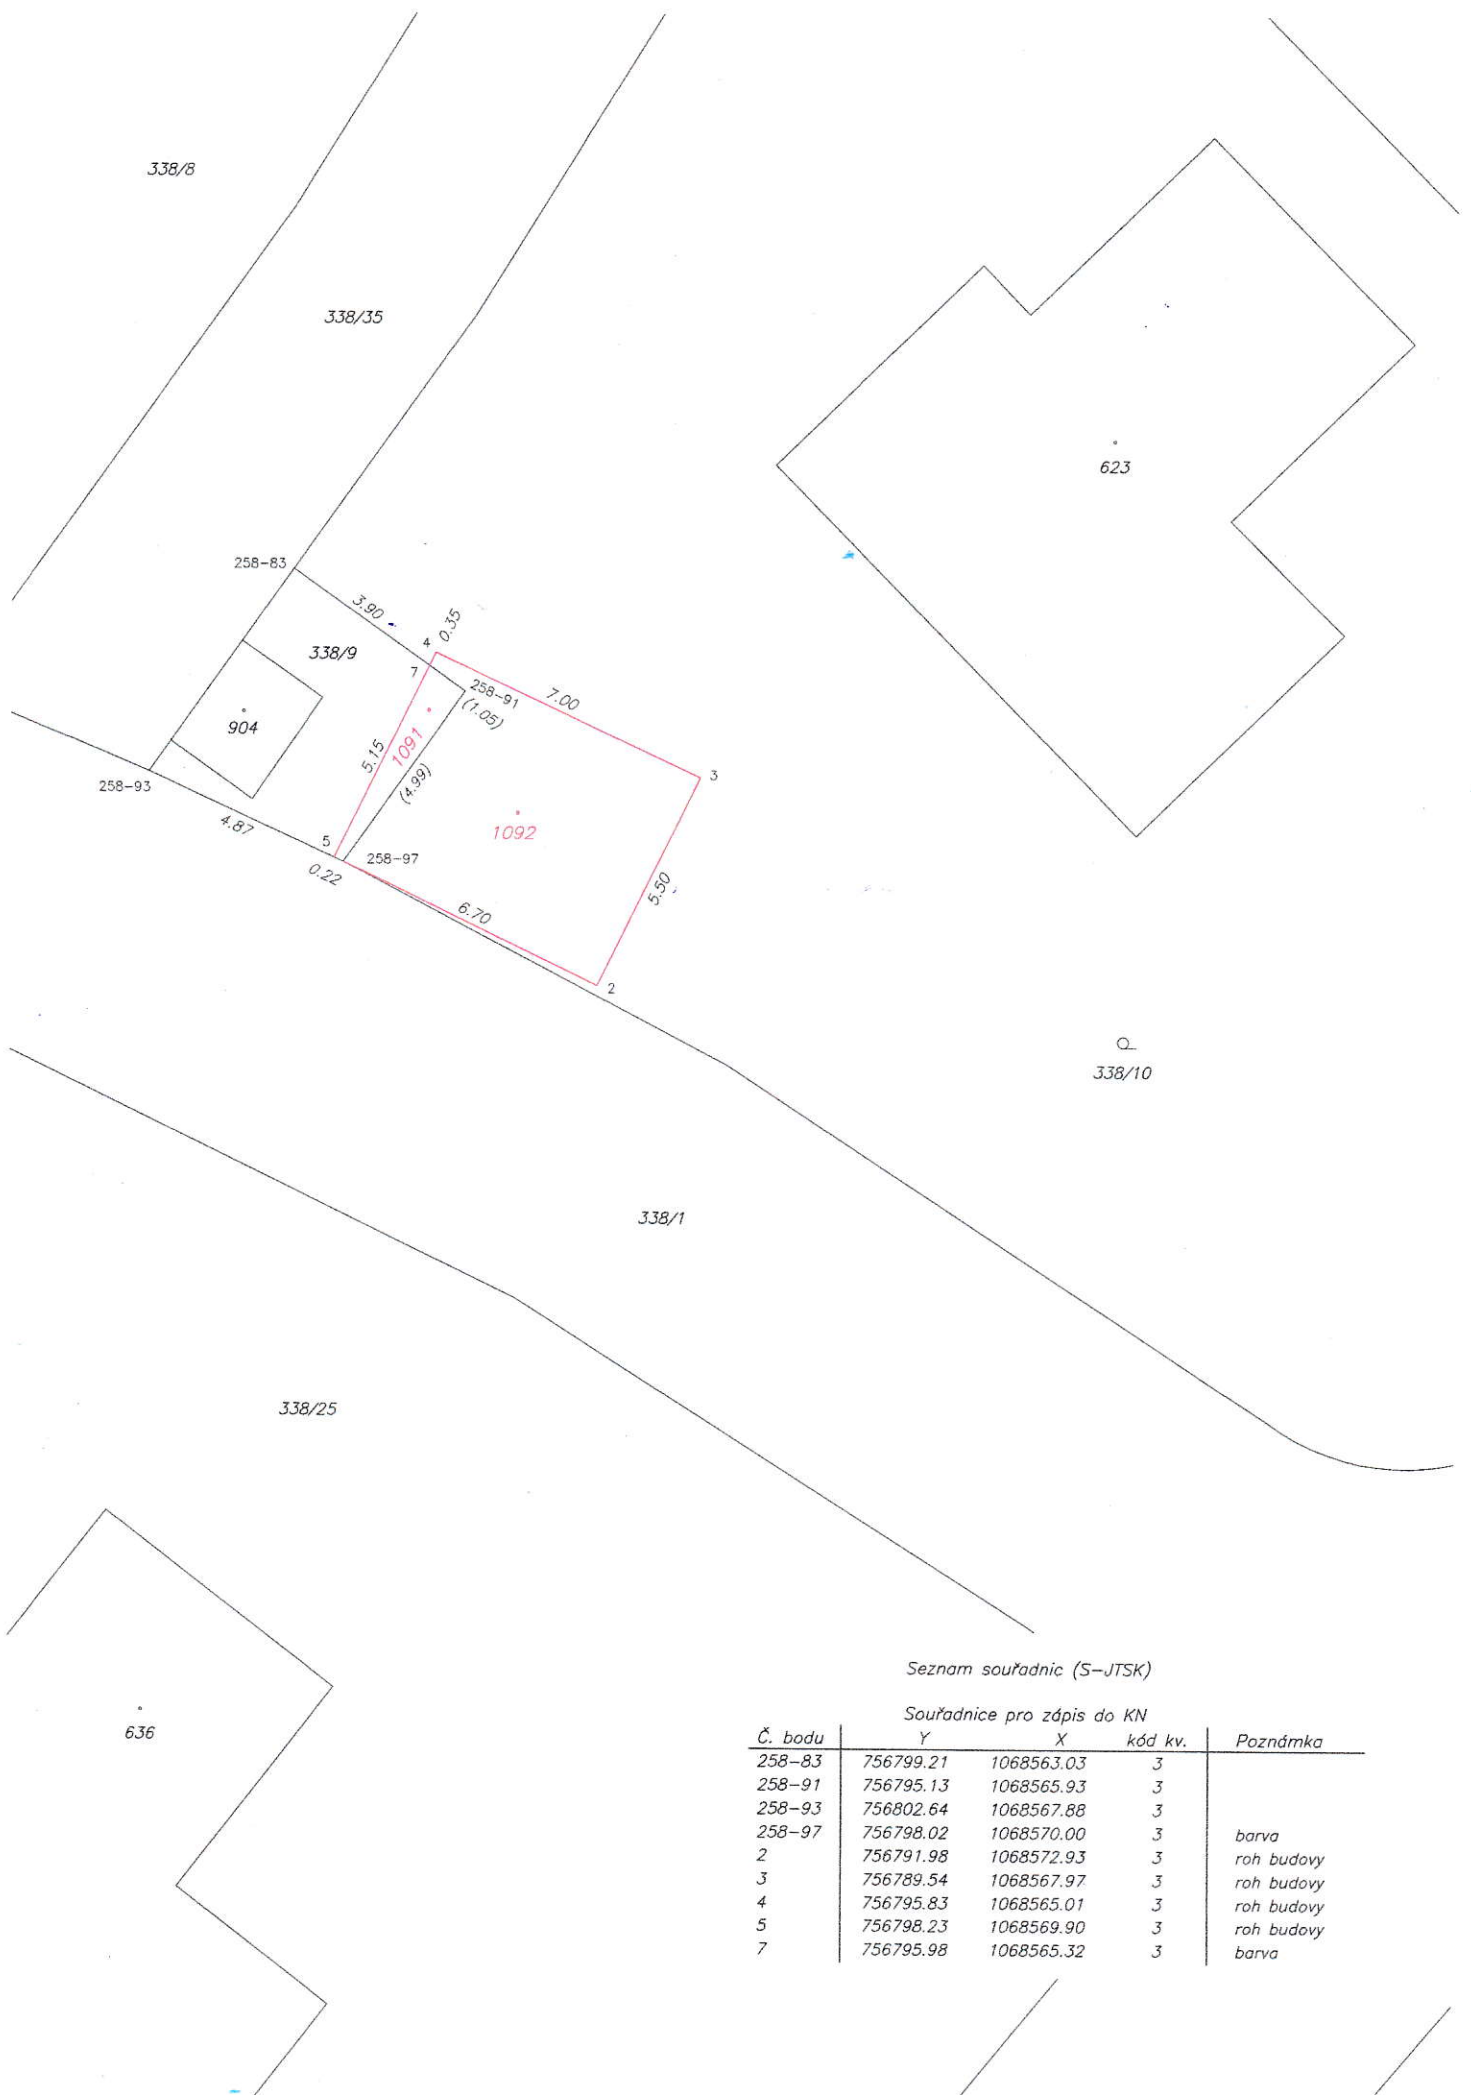 338/8
338/35
623
258-83
3.90
4
0.35
338/9
7
258-91
(1.05)
7.00
904
5.15
1091
(4.99)
3
258-93
4.87
5
258-97
0.22
1092
5.50
6.70
2
338/10
338/1
338/25
636
Seznam souřadnic (S-JTSK)
Souřadnice pro zápis do KN
Č. bodu Y X kód kv. Poznámka
258-83 756799.21 1068563.03 3
258-91 756795.13 1068565.93 3
258-93 756802.64 1068567.88 3
258-97 756798.02 1068570.00 3 barva
2 756791.98 1068572.93 3 roh budovy
3 756789.54 1068567.97 3 roh budovy
4 756795.83 1068565.01 3 roh budovy
5 756798.23 1068569.90 3 roh budovy
7 756795.98 1068565.32 3 barva